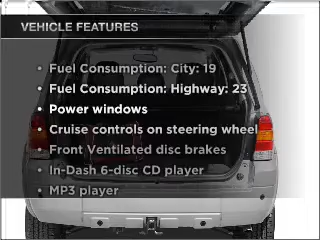 VEHICLE FEATURES
• Fuel Consumption: City: 19
• Fuel Consumption: Highway: 23
• Power windows
• Cruise controls on steering wheel
• Front Ventilated disc brakes
• In-Dash 6-disc CD player
• MP3 player